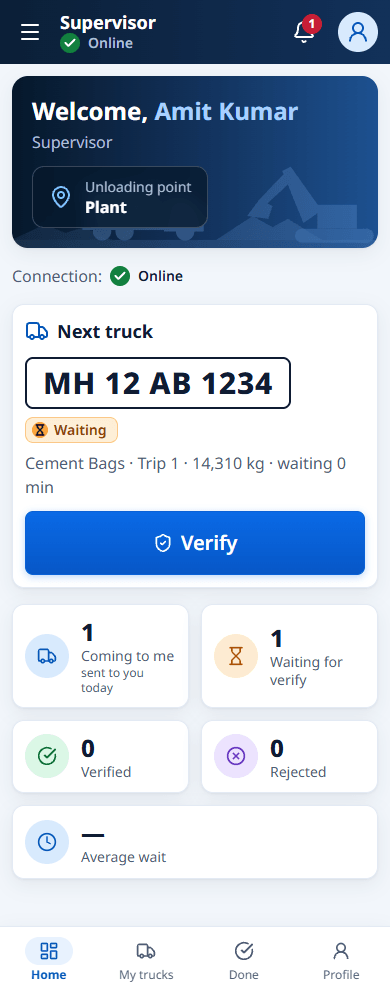 Supervisor
Online
1
Welcome, Amit Kumar
Supervisor
Unloading point
Plant
Connection: Online
Next truck
MH 12 AB 1234
Waiting
Cement Bags · Trip 1 · 14,310 kg · waiting 0
min
Verify
1
Coming to me
sent to you
today
1
Waiting for
verify
0
Verified
0
Rejected
—
Average wait
Home
My trucks
Done
Profile